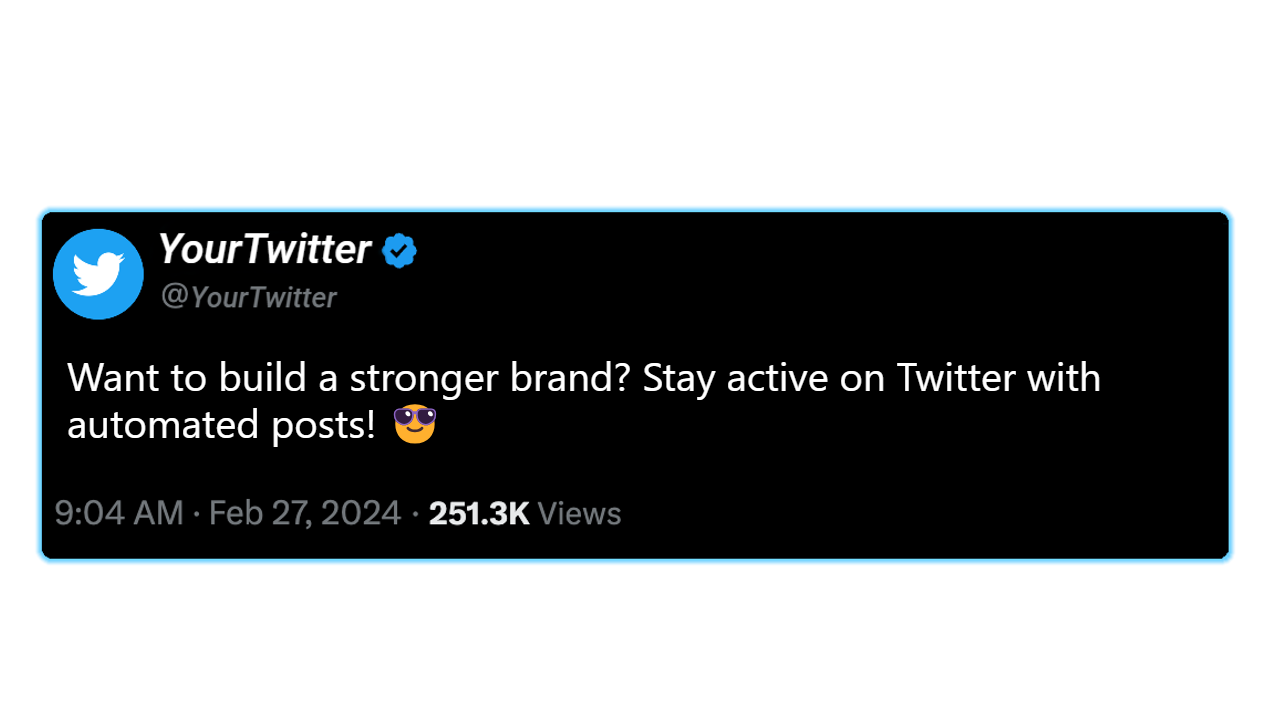 YourTwitter
@YourTwitter
Want to build a stronger brand? Stay active on Twitter with
automated posts! 😎
9:04 AM · Feb 27, 2024 · 251.3K Views